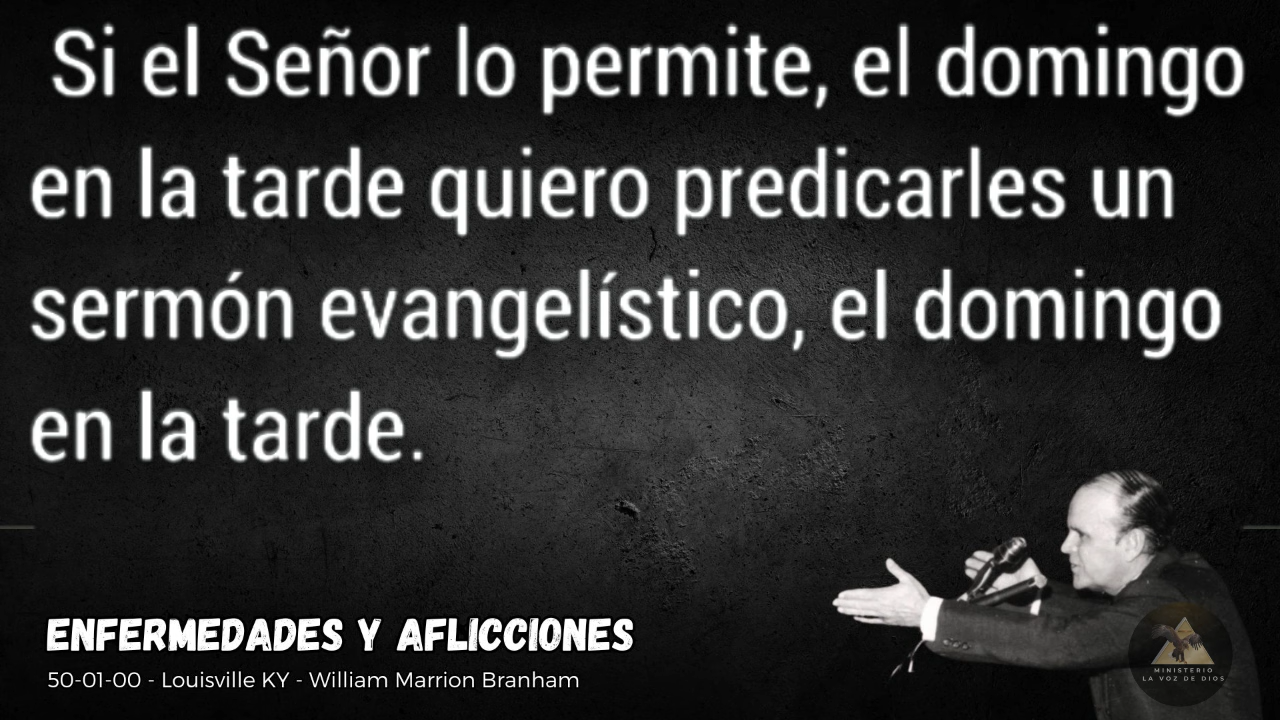 Si el Señor lo permite, el domingo
en la tarde quiero predicarles un
sermón evangelístico, el domingo
en la tarde.
ENFERMEDADES Y AFLICCIONES
50-01-00 - Louisville KY - William Marrion Branham
MINISTERIO
LA VOZ DE DIOS